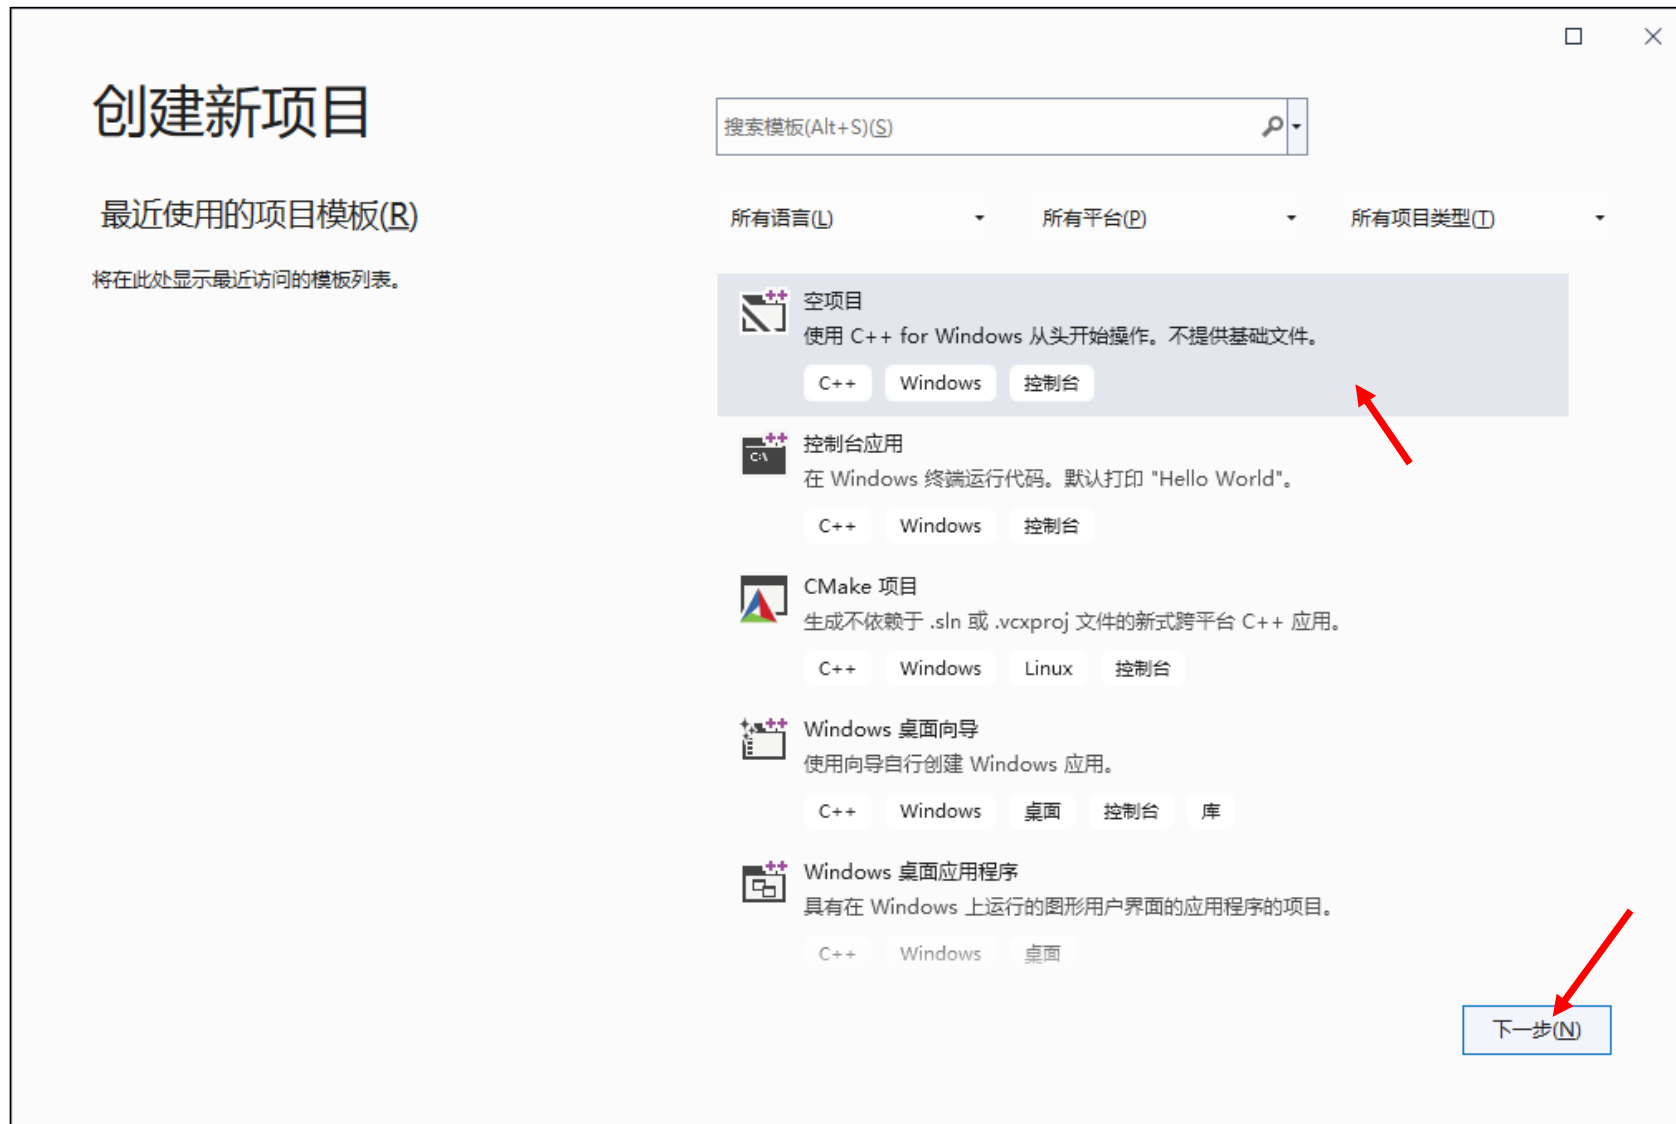 创建新项目
搜索模板(Alt+S)(S)
最近使用的项目模板(R)
将在此处显示最近访问的模板列表。
所有语言(L)
所有平台(P)
所有项目类型(T)
空项目
使用 C++ for Windows 从头开始操作。不提供基础文件。
C++ Windows 控制台
控制台应用
在 Windows 终端运行代码。默认打印 "Hello World"。
C++ Windows 控制台
CMake 项目
生成不依赖于 .sln 或 .vcxproj 文件的新式跨平台 C++ 应用。
C++ Windows Linux 控制台
Windows 桌面向导
使用向导自行创建 Windows 应用。
C++ Windows 桌面 控制台 库
Windows 桌面应用程序
具有在 Windows 上运行的图形用户界面的应用程序的项目。
C++ Windows 桌面
下一步(N)